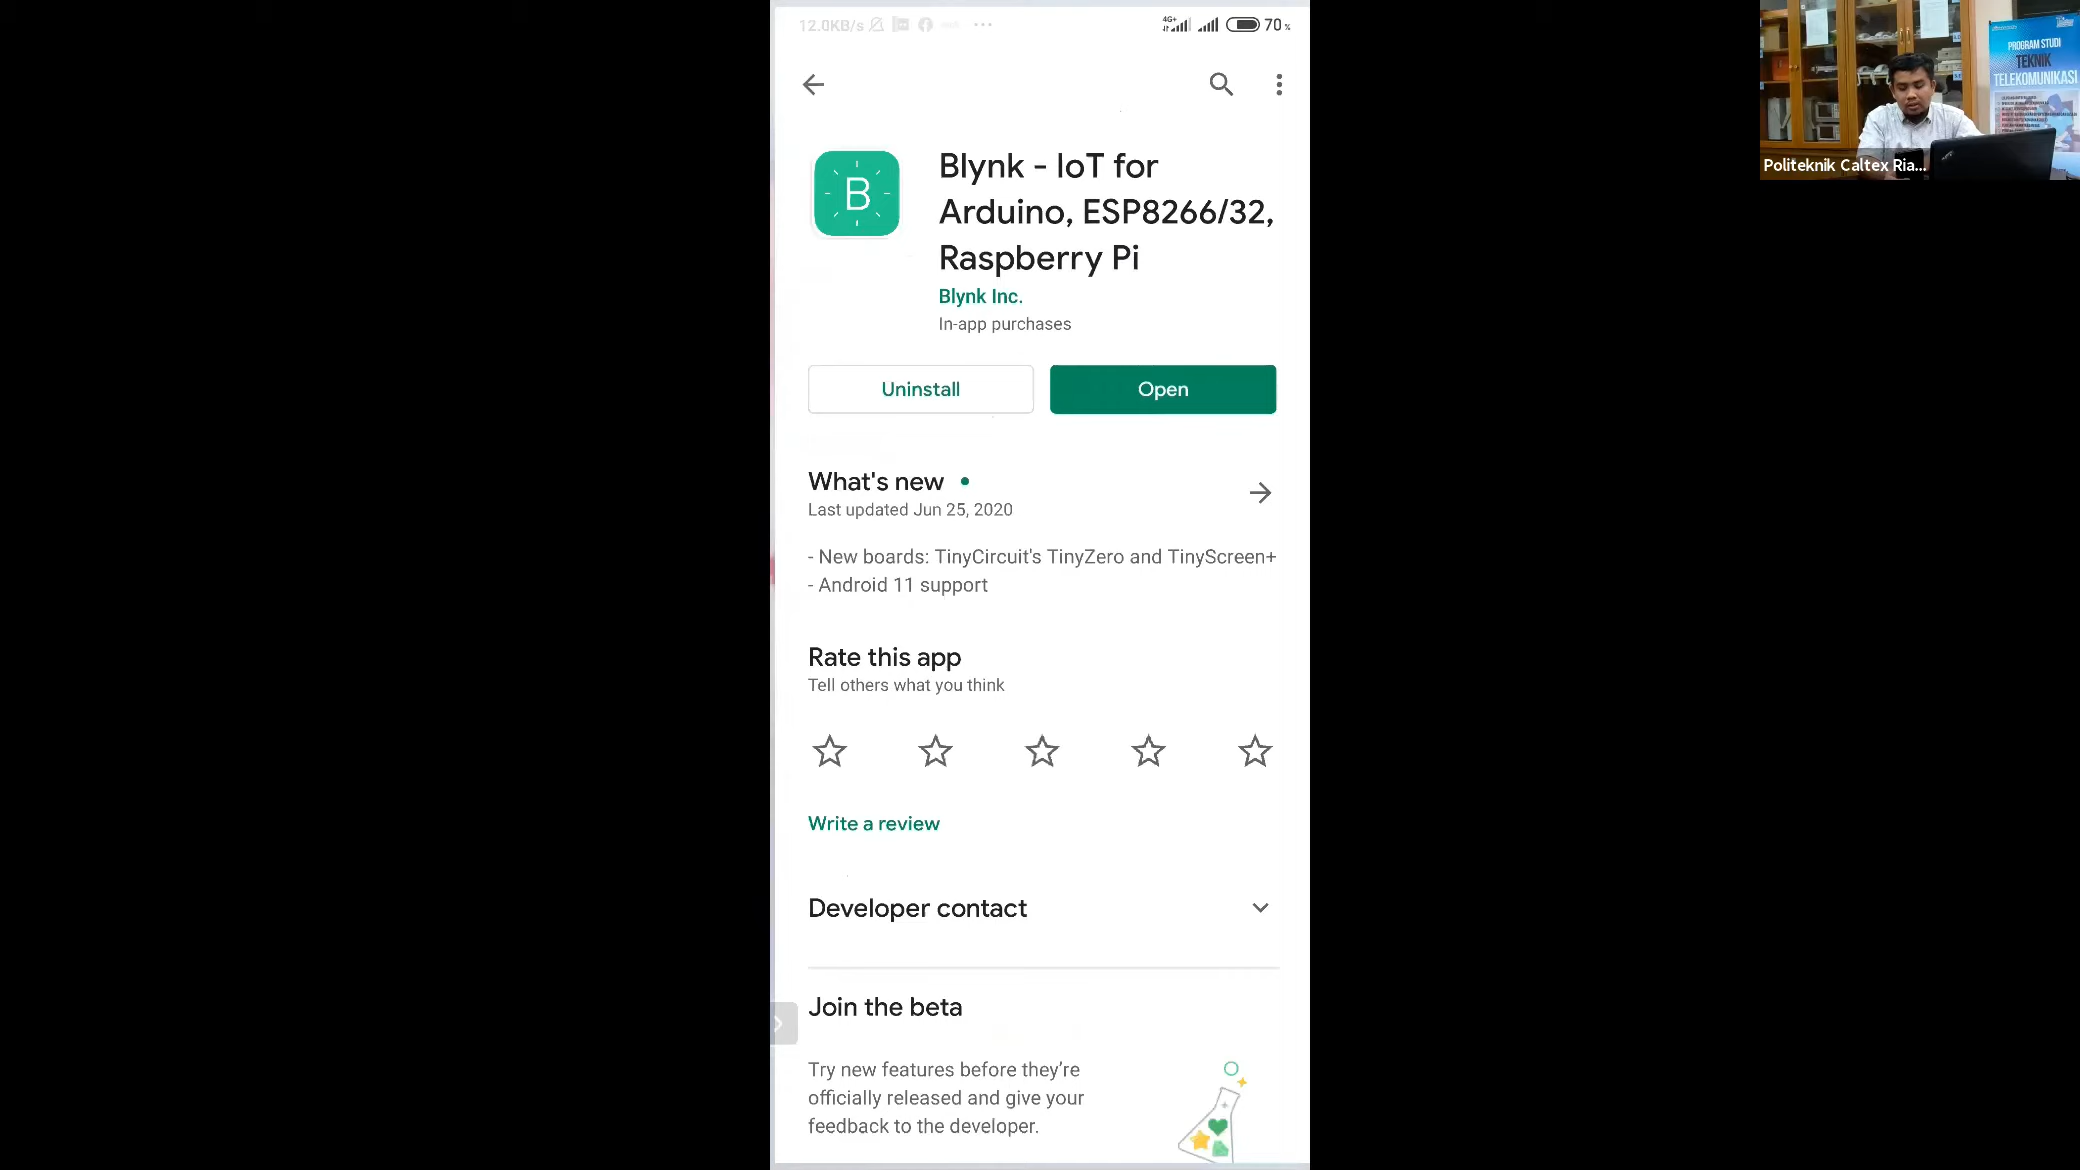 12.0KB/s
4G+
70%
Blynk - IoT for
Arduino, ESP8266/32,
Raspberry Pi
B
Blynk Inc.
In-app purchases
Uninstall
Open
What's new
Last updated Jun 25, 2020
- New boards: TinyCircuit's TinyZero and TinyScreen+
- Android 11 support
Rate this app
Tell others what you think
Write a review
Developer contact
Join the beta
Try new features before they're
officially released and give your
feedback to the developer.
PROGRAM STUDI
TEKNIK
TELEKOMUNIKASI
Politeknik Caltex Ria...